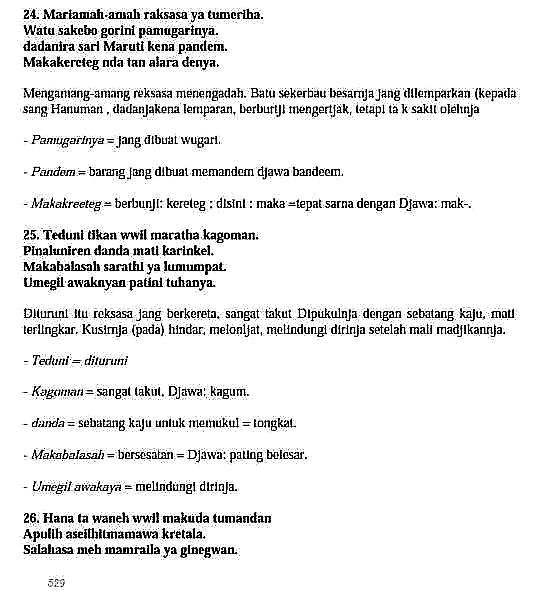 24. Mariamah-amah raksasa ya tumeriha.
Watu sakebo gorini pamugarinya.
dadanira sari Maruti kena pandem.
Makakereteg nda tan alara denya.
Mengamang-amang reksasa menengadah. Batu sekerbau besarnja jang dilemparkan (kepada
sang Hanuman , dadanjakena lemparan, berburtji mengertjak, tetapi ta k sakit olehnja
- Pamugarinya = jang dibuat wugari.
- Pandem = barang jang dibuat memandem djawa bandeem.
- Makakreeteg = berbunji: kereteg ; disini : maka =tepat sarna dengan Djawa: mak-.
25. Teduni tikan wwil maratha kagoman.
Pinaluniren danda mati karinkel.
Makabalasah sarathi ya lumumpat.
Umegil awaknyan patini tuhanya.
Dituruni itu reksasa jang berkereta, sangat takut Dipukulnja dengan sebatang kaju, mati
terlingkar. Kusirnja (pada) hindar, melontjat, melindungi dirinja setelah mali madjikannja.
- Teduni = dituruni
- Kagoman = sangat takut, Djawa: kagum.
- danda = sebatang kaju untuk memukul = tongkat.
- Makabalasah = bersesatan = Djawa: pating belesar.
- Umegil awakaya = melindungi dirinja.
26. Hana ta waneh wwil makuda tumandan
Apulih aseilhitmamawa kretala.
Salahasa meh mamraila ya ginegwan.
529